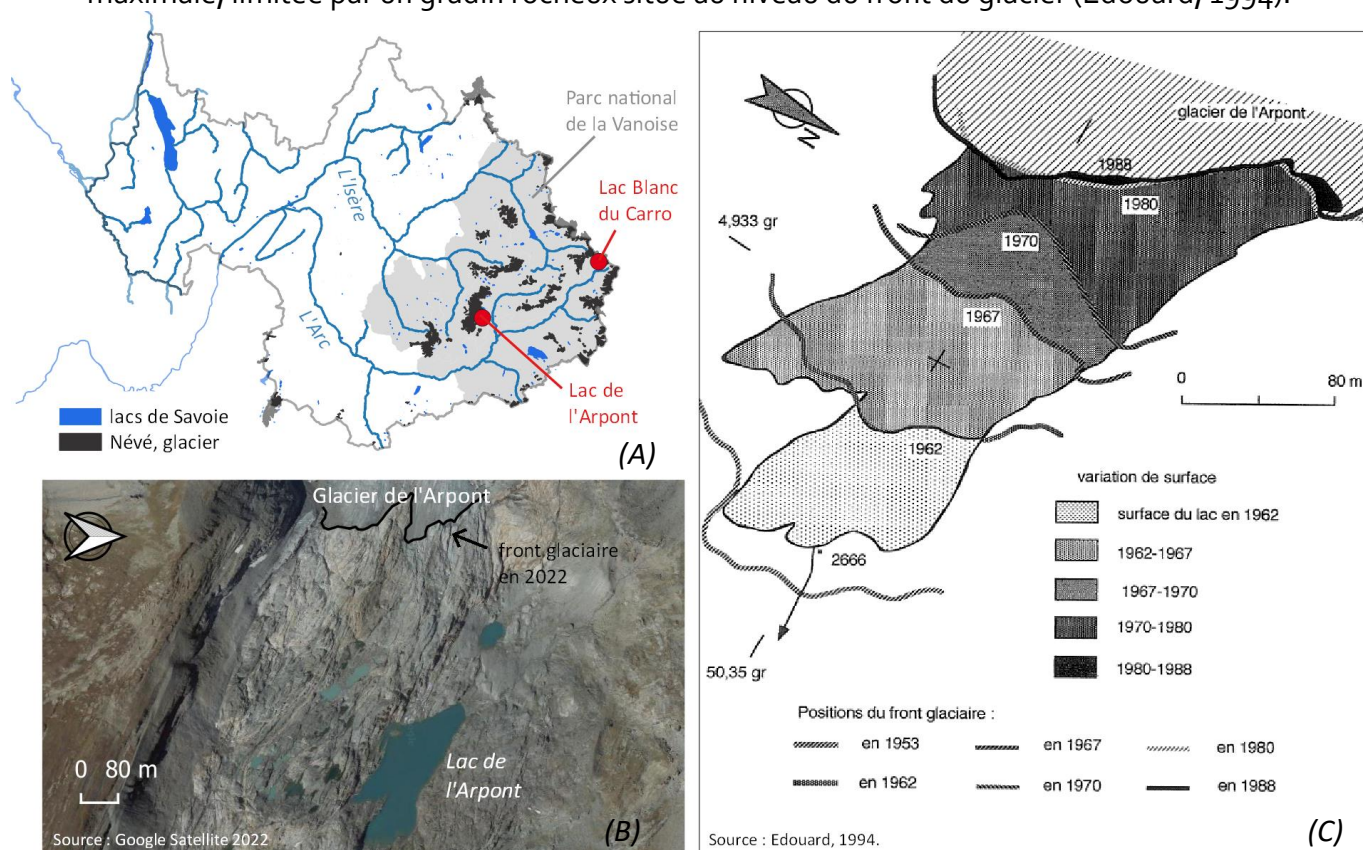 maximale, limitée par un gradin rocheux situé au niveau du front du glacier (Edouard, 1994).
Parc national
de la Vanoise
L'Isère
Lac Blanc
du Carro
L'Arc
Lac de
l'Arpont
lacs de Savoie
Névé, glacier
(A)
Glacier de l'Arpont
front glaciaire
en 2022
0 80 m
Lac de
l'Arpont
Source : Google Satellite 2022
(B)
N
glacier de l'Arpont
1988
1980
4,933 gr
1970
1967
0 80 m
1962
variation de surface
surface du lac en 1962
2666
1962-1967
1967-1970
1970-1980
50,35 gr
1980-1988
Positions du front glaciaire :
en 1953
en 1967
en 1980
en 1962
en 1970
en 1988
Source : Edouard, 1994.
(C)